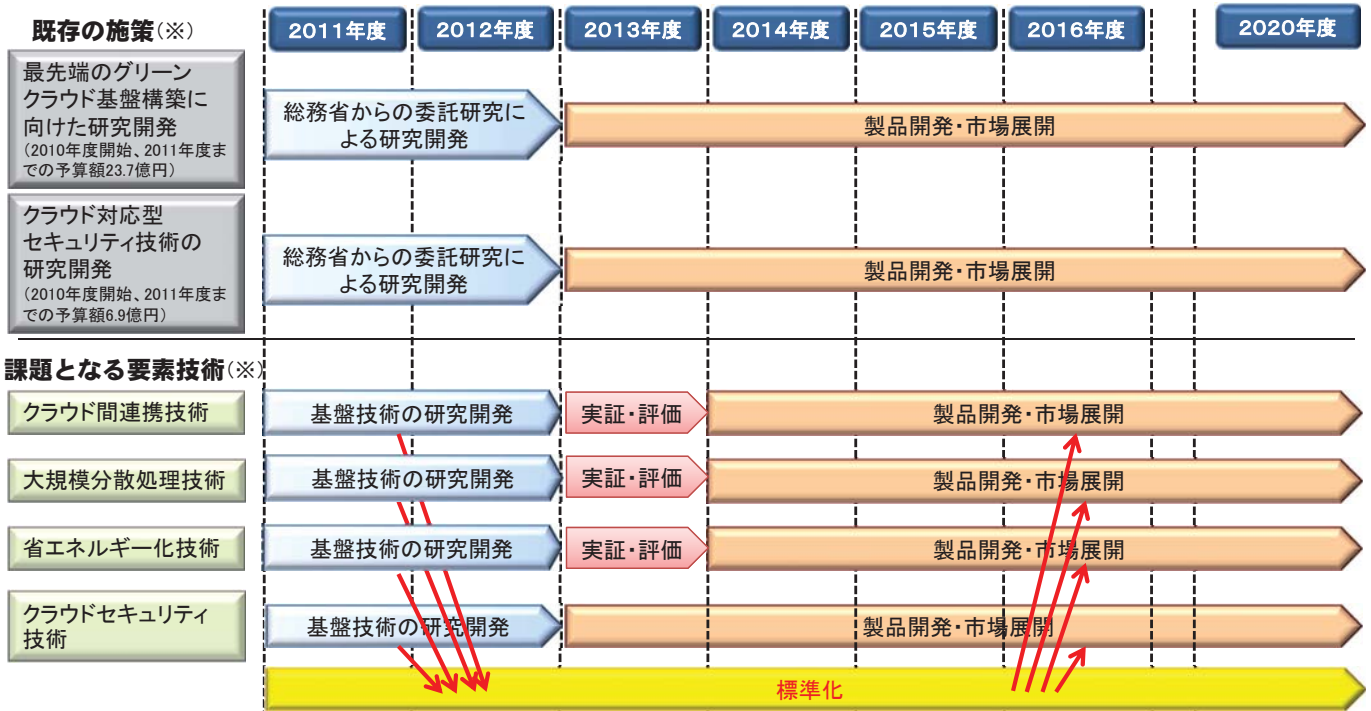 既存の施策(※)
2011年度
2012年度
2013年度
2014年度
2015年度
2016年度
2020年度
最先端のグリーン
クラウド基盤構築に
向けた研究開発
(2010年度開始、2011年度ま
での予算額23.7億円)
総務省からの委託研究に
よる研究開発
製品開発・市場展開
クラウド対応型
セキュリティ技術の
研究開発
(2010年度開始、2011年度ま
での予算額6.9億円)
総務省からの委託研究に
よる研究開発
製品開発・市場展開
課題となる要素技術(※)
クラウド間連携技術
基盤技術の研究開発
実証・評価
製品開発・市場展開
大規模分散処理技術
基盤技術の研究開発
実証・評価
製品開発・市場展開
省エネルギー化技術
基盤技術の研究開発
実証・評価
製品開発・市場展開
クラウドセキュリティ
技術
基盤技術の研究開発
製品開発・市場展開
標準化